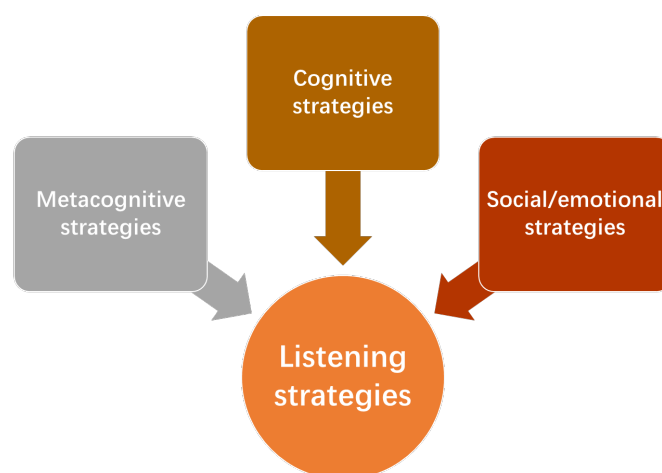 Cognitive
strategies
Metacognitive
strategies
Social/emotional
strategies
Listening
strategies